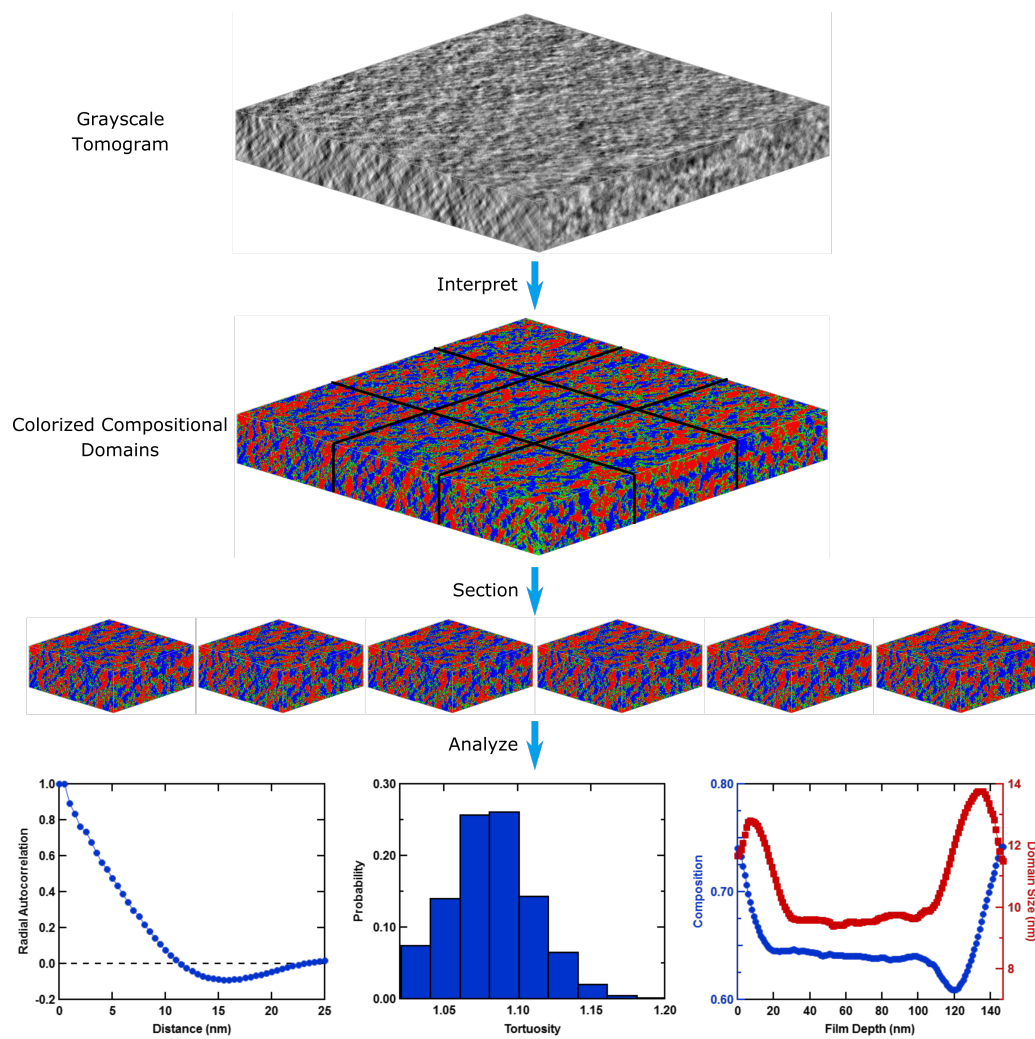 Grayscale
Tomogram
Interpret
Colorized Compositional
Domains
Section
Analyze
1.0
0.8
0.6
0.4
0.2
0.0
-0.2
Radial Autocorrelation
0 5 10 15 20 25
Distance (nm)
0.30
0.20
0.10
0.00
Probability
1.05 1.10 1.15 1.20
Tortuosity
0.80
0.70
0.60
Composition
14
12
10
8
Domain Size (nm)
0 20 40 60 80 100 120 140
Film Depth (nm)